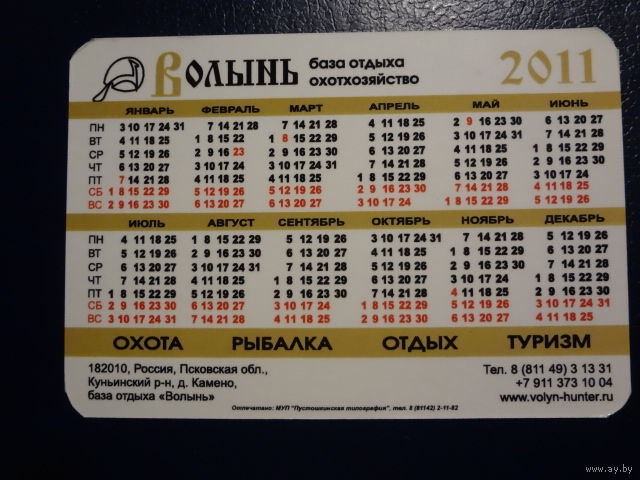 Волынь база отдыха охотхозяйство 2011
ЯНВАРЬ ФЕВРАЛЬ МАРТ АПРЕЛЬ МАЙ ИЮНЬ
ПН 3 10 17 24 31 7 14 21 28 7 14 21 28 4 11 18 25 2 9 16 23 30 6 13 20 27
ВТ 4 11 18 25 1 8 15 22 1 8 15 22 29 5 12 19 26 3 10 17 24 31 7 14 21 28
СР 5 12 19 26 2 9 16 23 2 9 16 23 30 6 13 20 27 4 11 18 25 1 8 15 22 29
ЧТ 6 13 20 27 3 10 17 24 3 10 17 24 31 7 14 21 28 5 12 19 26 2 9 16 23 30
ПТ 7 14 21 28 4 11 18 25 4 11 18 25 1 8 15 22 29 6 13 20 27 3 10 17 24
СБ 1 8 15 22 29 5 12 19 26 5 12 19 26 2 9 16 23 30 7 14 21 28 4 11 18 25
ВС 2 9 16 23 30 6 13 20 27 6 13 20 27 3 10 17 24 1 8 15 22 29 5 12 19 26
ИЮЛЬ АВГУСТ СЕНТЯБРЬ ОКТЯБРЬ НОЯБРЬ ДЕКАБРЬ
ПН 4 11 18 25 1 8 15 22 29 5 12 19 26 3 10 17 24 31 7 14 21 28 5 12 19 26
ВТ 5 12 19 26 2 9 16 23 30 6 13 20 27 4 11 18 25 1 8 15 22 29 6 13 20 27
СР 6 13 20 27 3 10 17 24 31 7 14 21 28 5 12 19 26 2 9 16 23 30 7 14 21 28
ЧТ 7 14 21 28 4 11 18 25 1 8 15 22 29 6 13 20 27 3 10 17 24 1 8 15 22 29
ПТ 1 8 15 22 29 5 12 19 26 2 9 16 23 30 7 14 21 28 4 11 18 25 2 9 16 23 30
СБ 2 9 16 23 30 6 13 20 27 3 10 17 24 1 8 15 22 29 5 12 19 26 3 10 17 24 31
ВС 3 10 17 24 31 7 14 21 28 4 11 18 25 2 9 16 23 30 6 13 20 27 4 11 18 25
ОХОТА РЫБАЛКА ОТДЫХ ТУРИЗМ
182010, Россия, Псковская обл., Тел. 8 (811 49) 3 13 31
Куньинский р-н, д. Камено, +7 911 373 10 04
база отдыха «Волынь» www.volyn-hunter.ru
Отпечатано: МУП "Пустошкинская типография", тел. 8 (81142) 2-11-82
www.ay.by